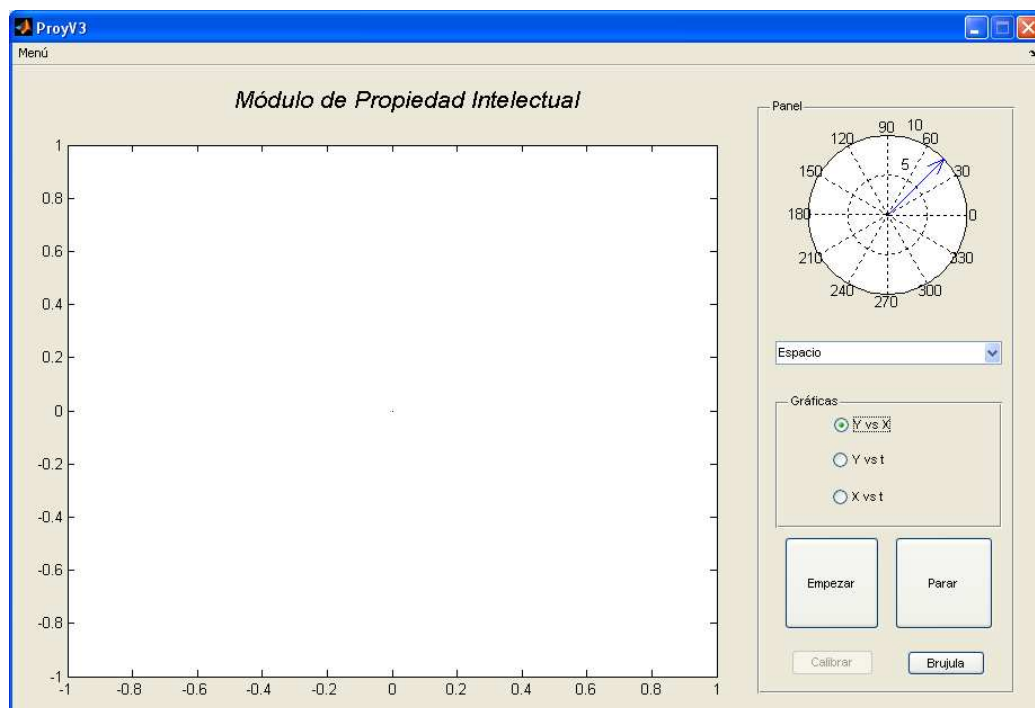 ProyV3
Menú
Módulo de Propiedad Intelectual
1
0.8
0.6
0.4
0.2
0
-0.2
-0.4
-0.6
-0.8
-1
-1 -0.8 -0.6 -0.4 -0.2 0 0.2 0.4 0.6 0.8 1
Panel
90 10
120 60
5
150 30
180 0
210 330
240 300
270
Espacio
Gráficas
Y vs X
Y vs t
X vs t
Empezar Parar
Calibrar Brujula